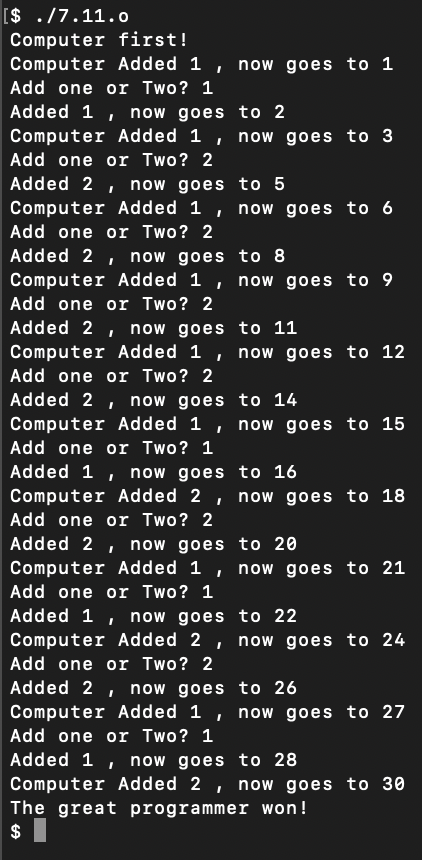 [$ ./7.11.o
Computer first!
Computer Added 1 , now goes to 1
Add one or Two? 1
Added 1 , now goes to 2
Computer Added 1 , now goes to 3
Add one or Two? 2
Added 2 , now goes to 5
Computer Added 1 , now goes to 6
Add one or Two? 2
Added 2 , now goes to 8
Computer Added 1 , now goes to 9
Add one or Two? 2
Added 2 , now goes to 11
Computer Added 1 , now goes to 12
Add one or Two? 2
Added 2 , now goes to 14
Computer Added 1 , now goes to 15
Add one or Two? 1
Added 1 , now goes to 16
Computer Added 2 , now goes to 18
Add one or Two? 2
Added 2 , now goes to 20
Computer Added 1 , now goes to 21
Add one or Two? 1
Added 1 , now goes to 22
Computer Added 2 , now goes to 24
Add one or Two? 2
Added 2 , now goes to 26
Computer Added 1 , now goes to 27
Add one or Two? 1
Added 1 , now goes to 28
Computer Added 2 , now goes to 30
The great programmer won!
$